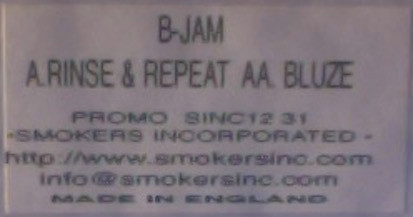 B-JAM
A.RINSE & REPEAT AA. BLUZE
PROMO SINC12 31
-SMOKERS INCORPORATED -
http://www.smokersinc.com
info@smokersinc.com
MADE IN ENGLAND